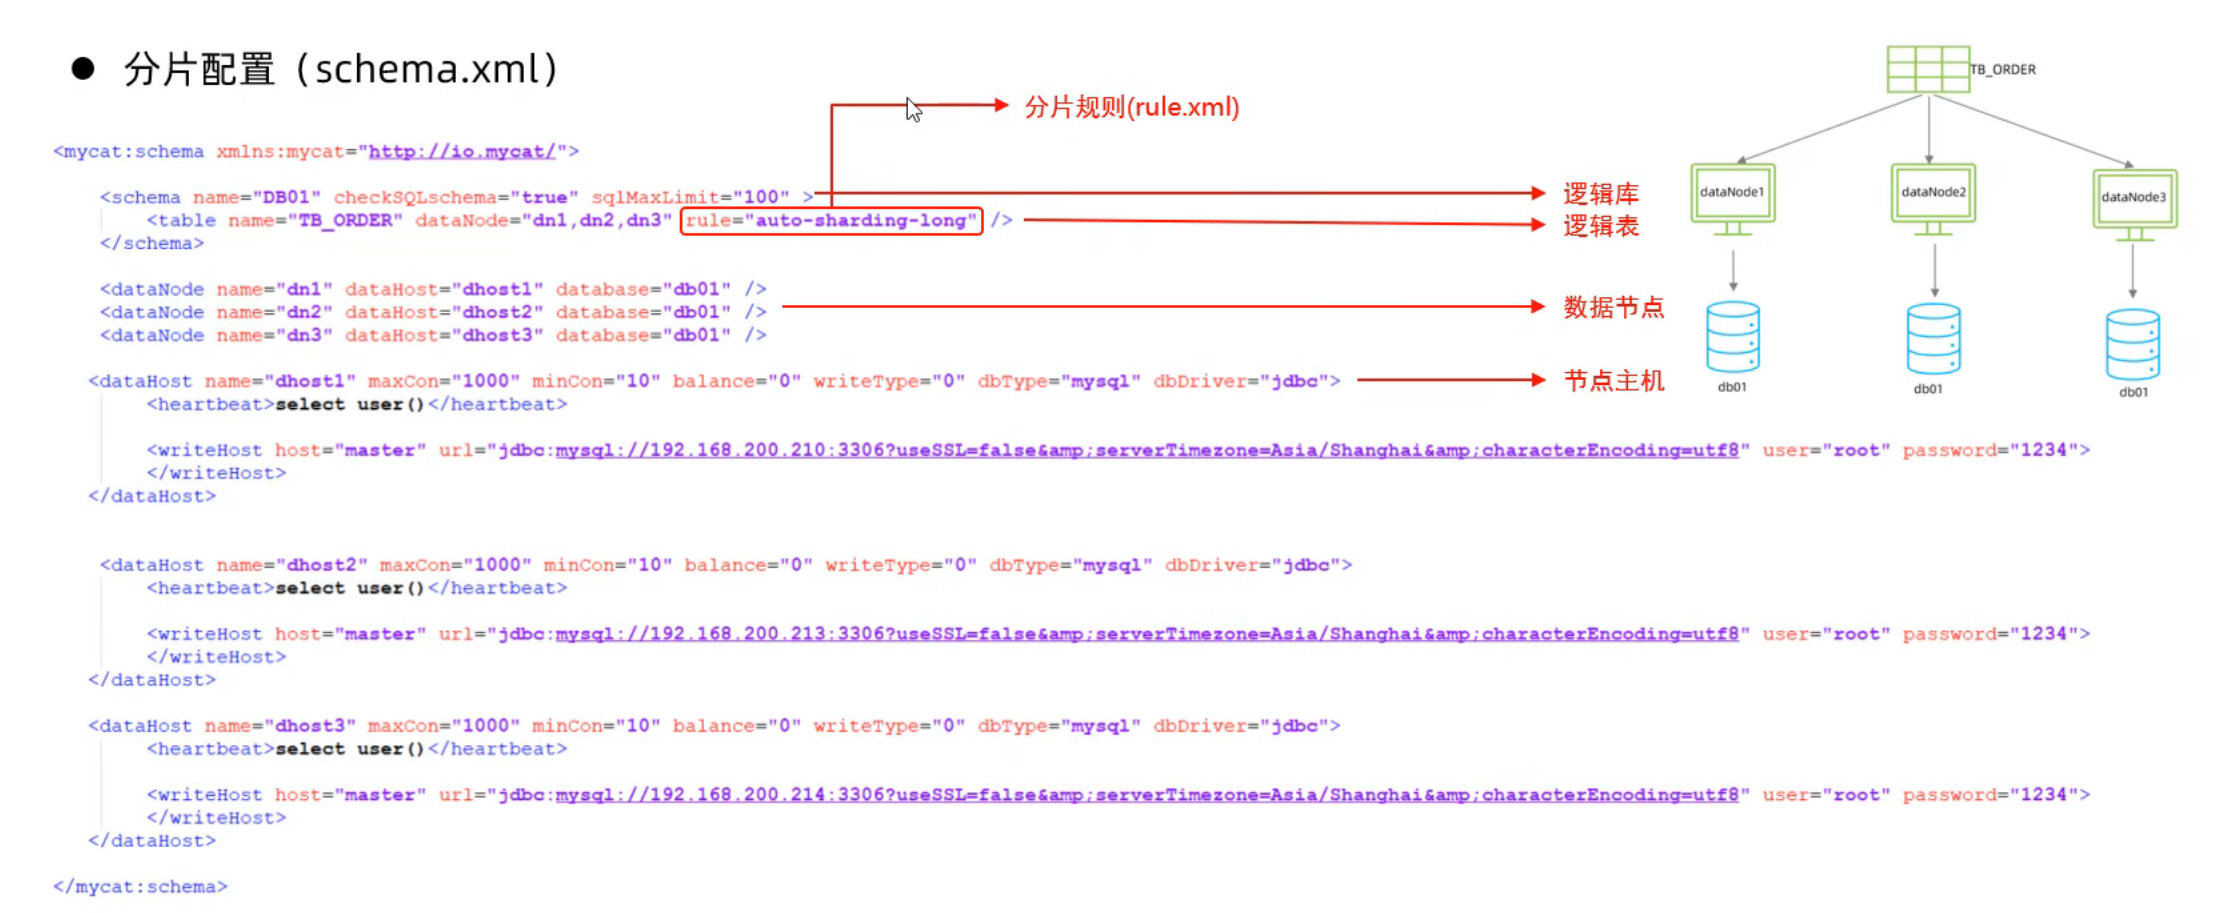 ● 分片配置（schema.xml）
分片规则(rule.xml)
<mycat:schema xmlns:mycat="http://io.mycat/">
<schema name="DB01" checkSQLschema="true" sqlMaxLimit="100" >
逻辑库
<table name="TB_ORDER" dataNode="dn1,dn2,dn3" rule="auto-sharding-long" />
逻辑表
</schema>
<dataNode name="dn1" dataHost="dhost1" database="db01" />
<dataNode name="dn2" dataHost="dhost2" database="db01" />
<dataNode name="dn3" dataHost="dhost3" database="db01" />
数据节点
<dataHost name="dhost1" maxCon="1000" minCon="10" balance="0" writeType="0" dbType="mysql" dbDriver="jdbc">
节点主机
<heartbeat>select user()</heartbeat>
<writeHost host="master" url="jdbc:mysql://192.168.200.210:3306?useSSL=false&amp;serverTimezone=Asia/Shanghai&amp;characterEncoding=utf8" user="root" password="1234">
</writeHost>
</dataHost>
<dataHost name="dhost2" maxCon="1000" minCon="10" balance="0" writeType="0" dbType="mysql" dbDriver="jdbc">
<heartbeat>select user()</heartbeat>
<writeHost host="master" url="jdbc:mysql://192.168.200.213:3306?useSSL=false&amp;serverTimezone=Asia/Shanghai&amp;characterEncoding=utf8" user="root" password="1234">
</writeHost>
</dataHost>
<dataHost name="dhost3" maxCon="1000" minCon="10" balance="0" writeType="0" dbType="mysql" dbDriver="jdbc">
<heartbeat>select user()</heartbeat>
<writeHost host="master" url="jdbc:mysql://192.168.200.214:3306?useSSL=false&amp;serverTimezone=Asia/Shanghai&amp;characterEncoding=utf8" user="root" password="1234">
</writeHost>
</dataHost>
</mycat:schema>
TB_ORDER
dataNode1
dataNode2
dataNode3
db01
db01
db01